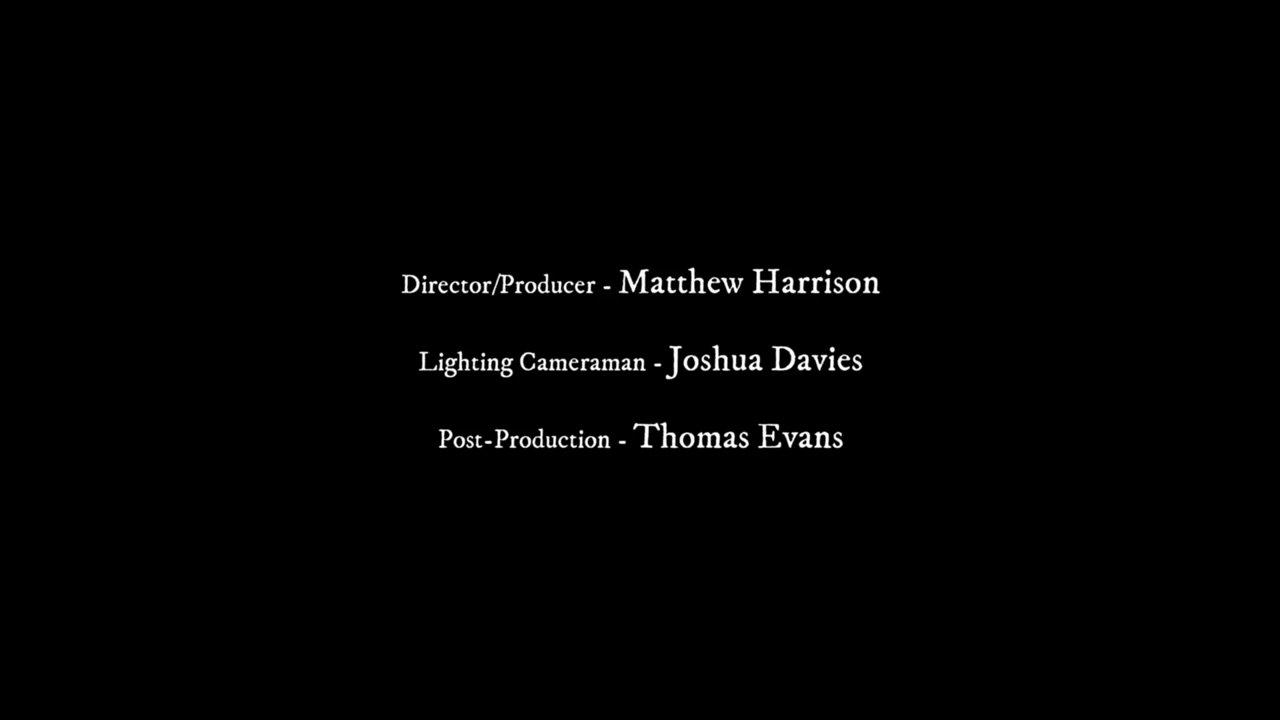 Director/Producer - Matthew Harrison
Lighting Cameraman - Joshua Davies
Post-Production - Thomas Evans